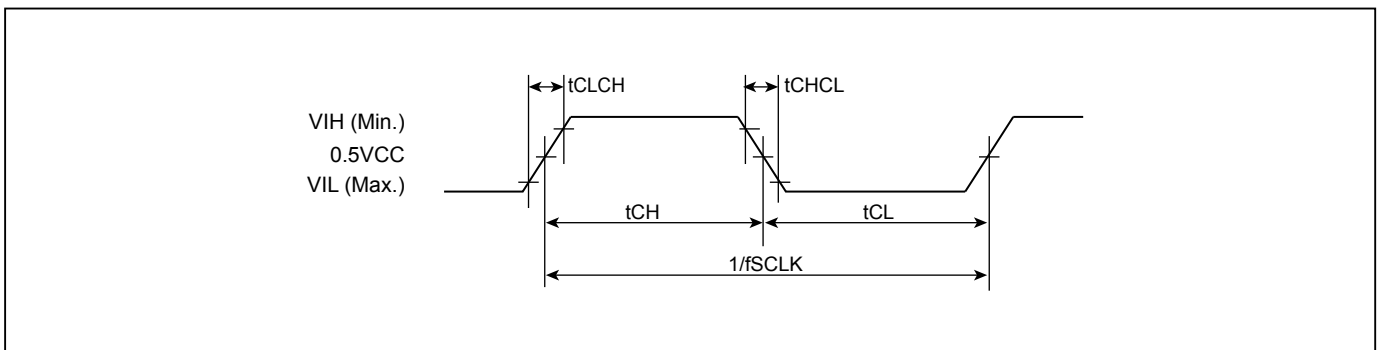 tCLCH
tCHCL
VIH (Min.)
0.5VCC
VIL (Max.)
tCH
tCL
1/fSCLK